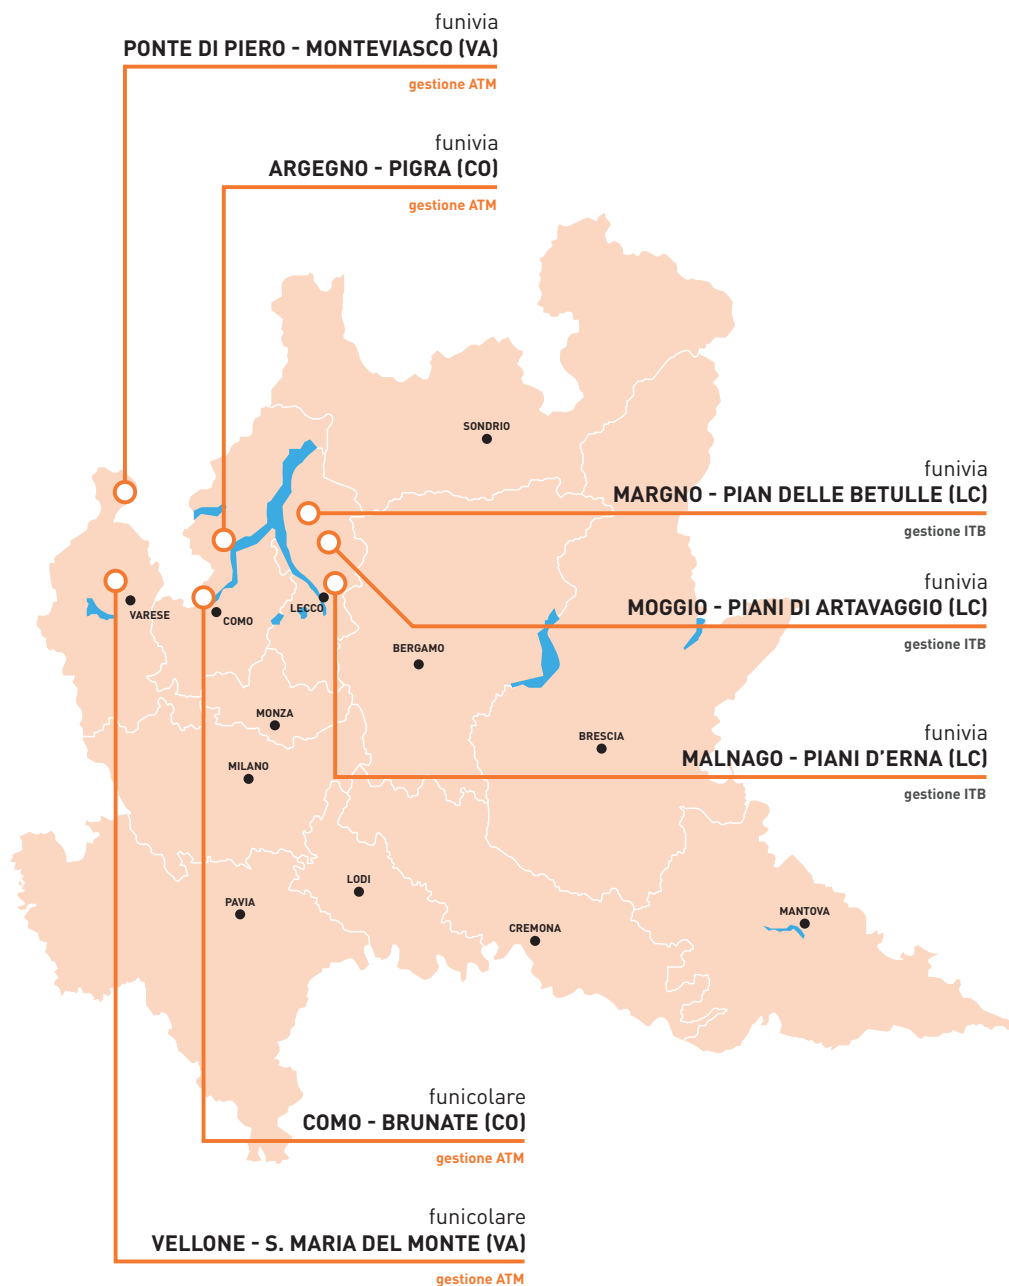 funivia
PONTE DI PIERO - MONTEVIASCO (VA)
gestione ATM
funivia
ARGEGNO - PIGRA (CO)
gestione ATM
SONDRIO
funivia
MARGNO - PIAN DELLE BETULLE (LC)
gestione ITB
funivia
MOGGIO - PIANI DI ARTAVAGGIO (LC)
gestione ITB
VARESE
COMO
LECCO
BERGAMO
MONZA
BRESCIA
funivia
MALNAGO - PIANI D’ERNA (LC)
gestione ITB
MILANO
LODI
PAVIA
MANTOVA
CREMONA
funicolare
COMO - BRUNATE (CO)
gestione ATM
funicolare
VELLONE - S. MARIA DEL MONTE (VA)
gestione ATM